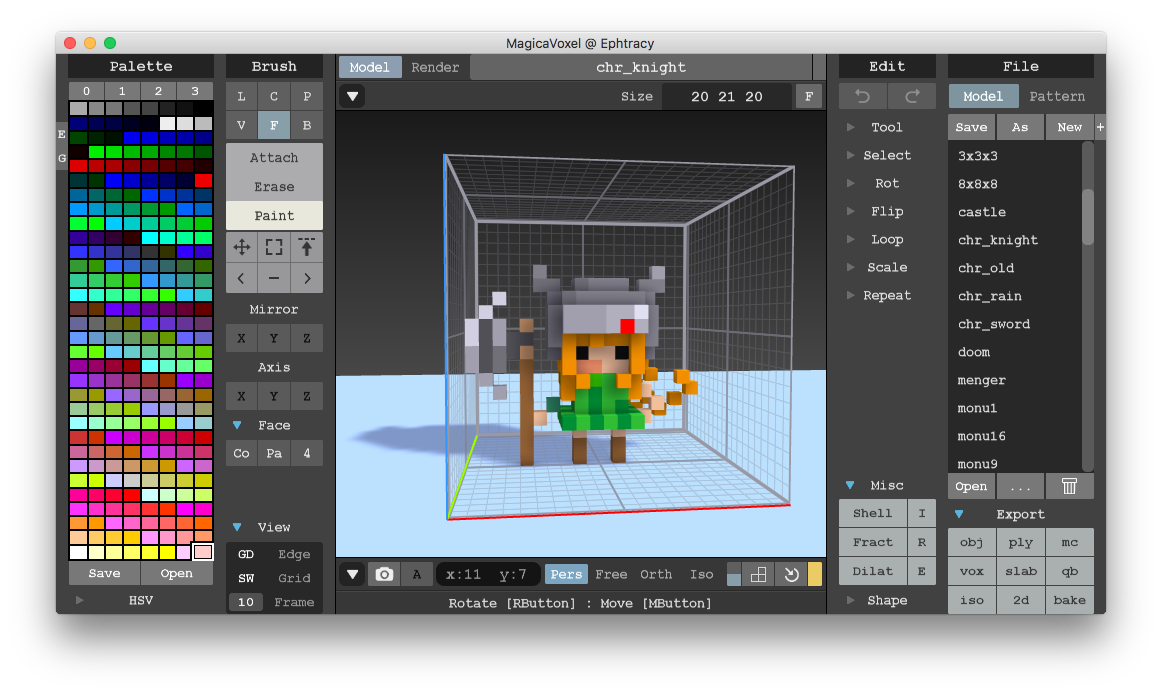 MagicaVoxel @ Ephtracy
Palette
0 1 2 3
E
G
Save Open
HSV
Brush
L C P
V F B
Attach
Erase
Paint
< – >
Mirror
X Y Z
Axis
X Y Z
Face
Co Pa 4
View
GD Edge
SW Grid
10 Frame
Model Render chr_knight
Size 20 21 20 F
A x:11 y:7 Pers Free Orth Iso
Rotate [RButton] : Move [MButton]
Edit
Tool
Select
Rot
Flip
Loop
Scale
Repeat
Misc
Shell I
Fract R
Dilat E
Shape
File
Model Pattern
Save As New +
3x3x3
8x8x8
castle
chr_knight
chr_old
chr_rain
chr_sword
doom
menger
monu1
monu16
monu9
Open ...
Export
obj ply mc
vox slab qb
iso 2d bake